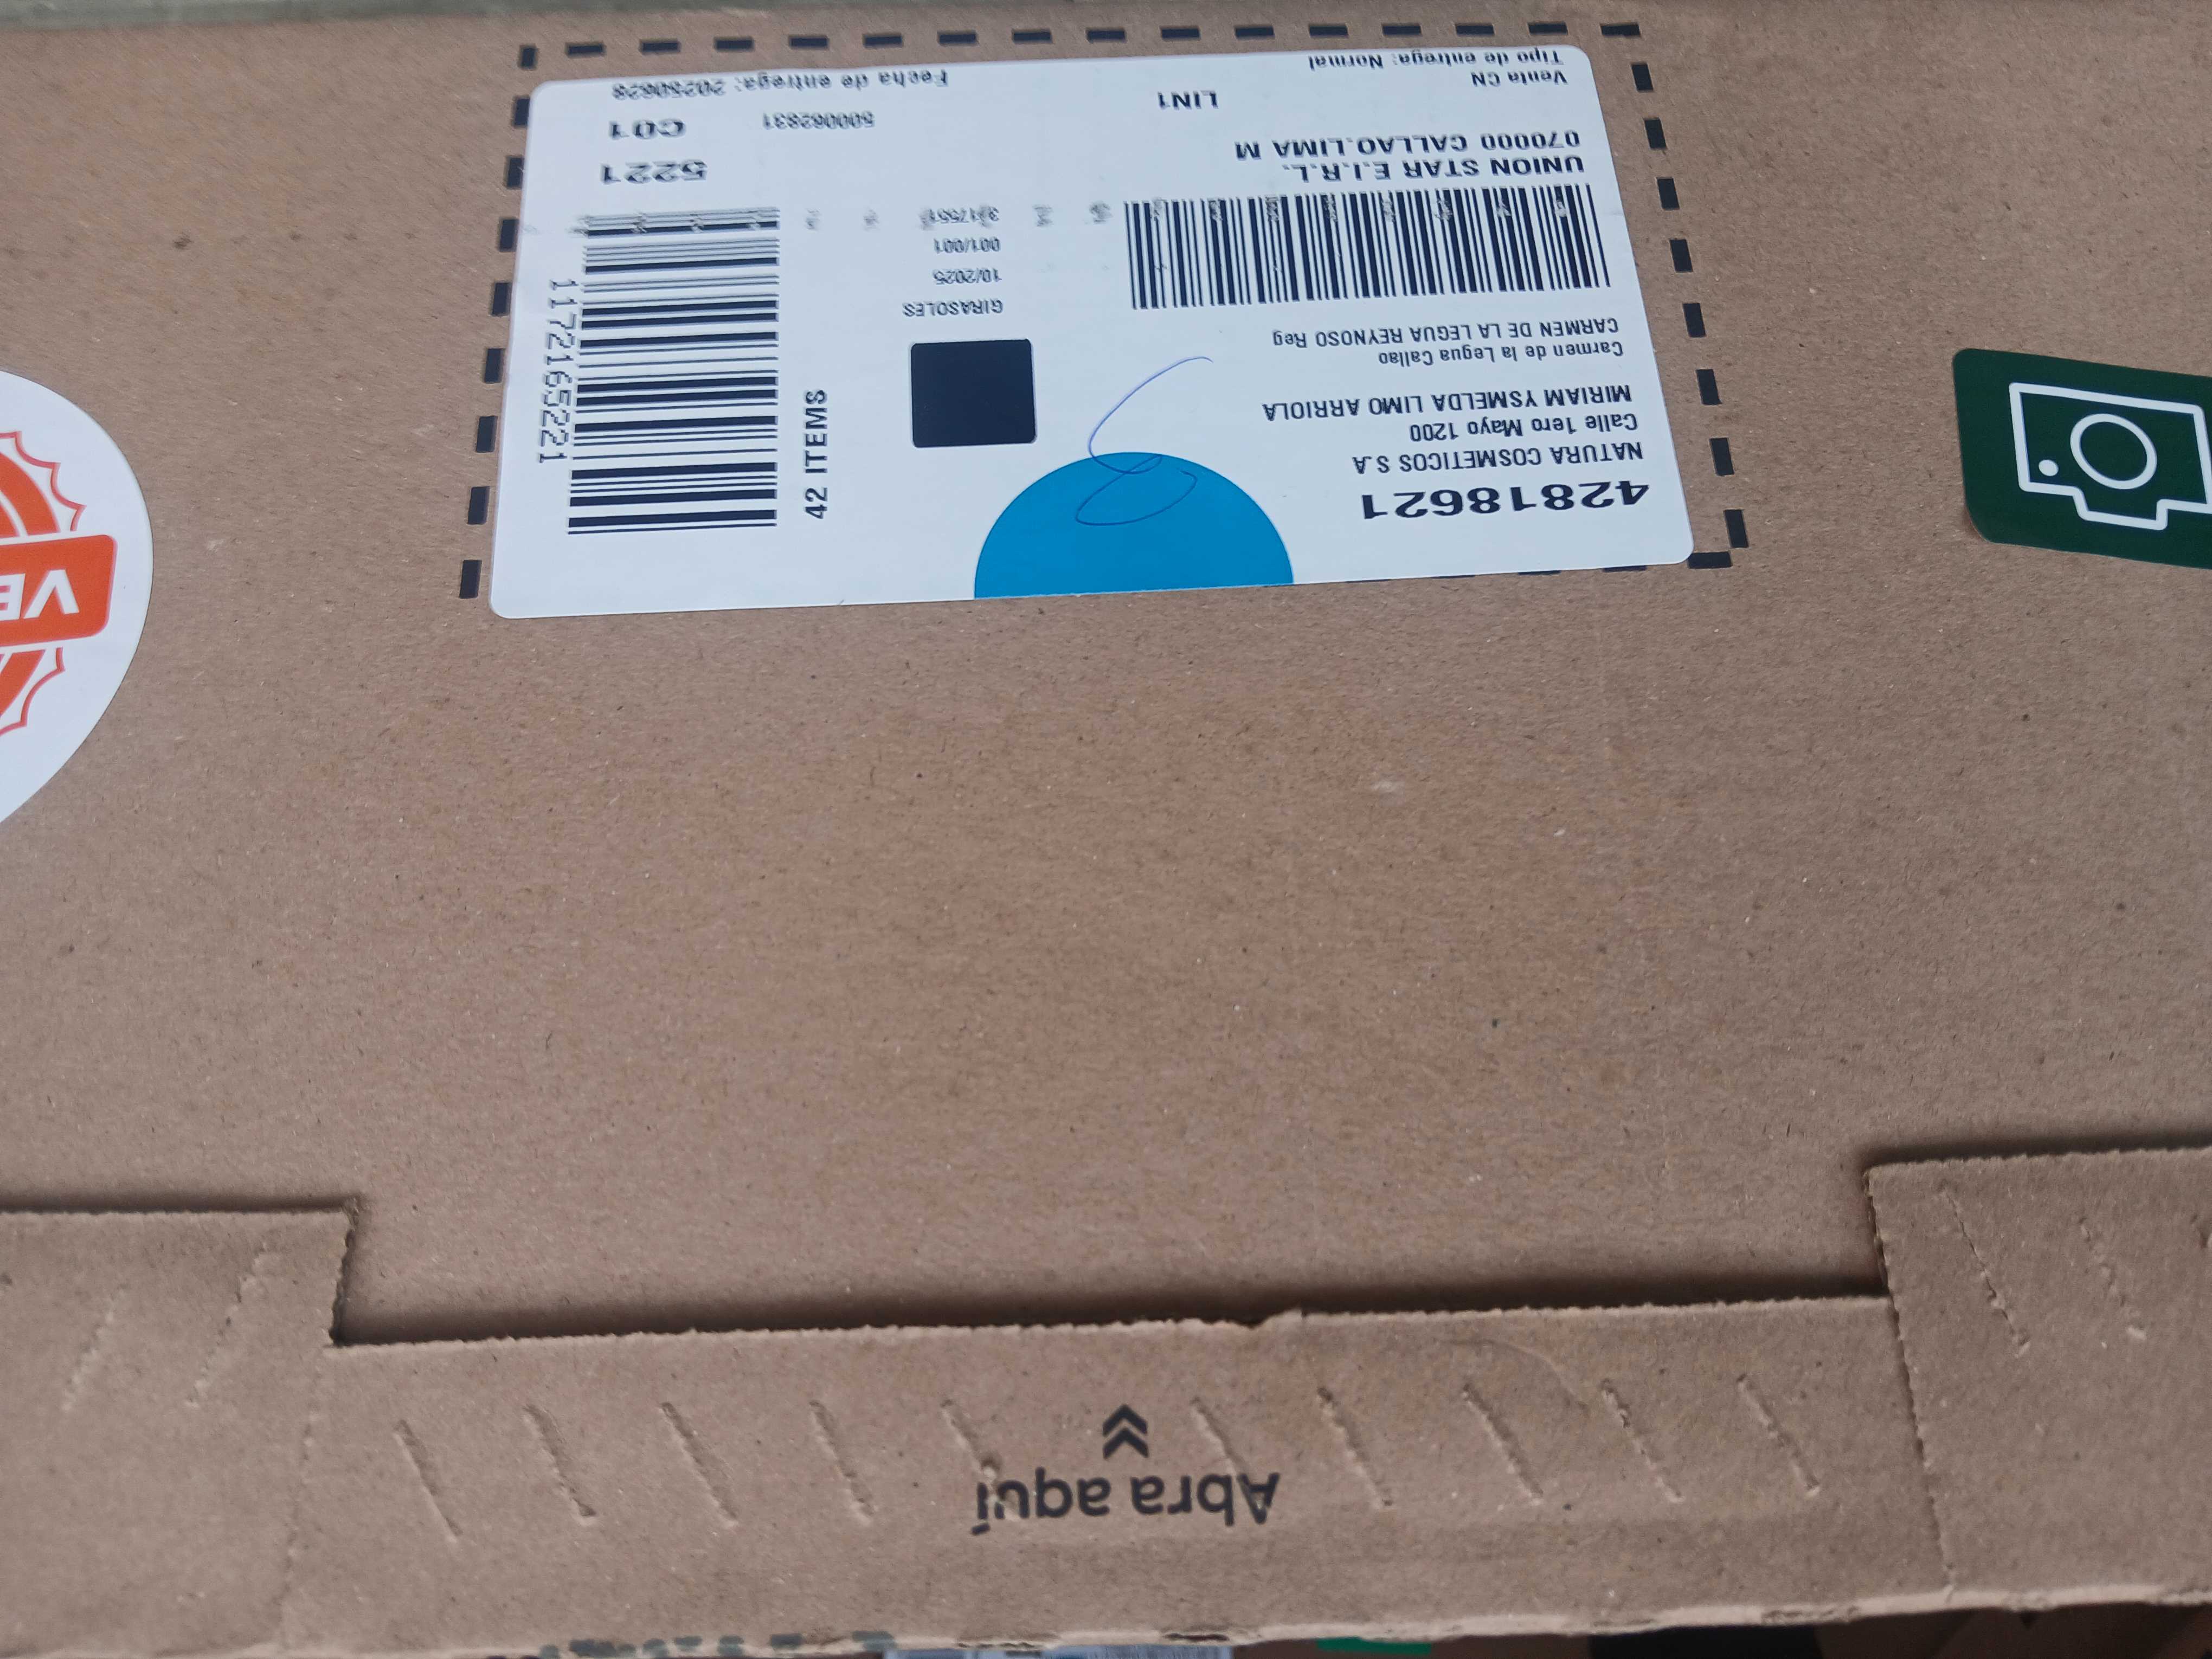 42818621
NATURA COSMETICOS S.A
Calle 1ero Mayo 1200
MIRIAM YSMELDA LIMO ARRIOLA
Carmen de la Legua Callao
CARMEN DE LA LEGUA REYNOSO Reg
UNION STAR E.I.R.L.
070000 CALLAO.LIMA M
LIN1
Venta CN
Tipo de entrega: Normal
GIRASOLES
10/2025
001/001
42 ITEMS
1172165221
5221
500062831
C01
Fecha de entrega: 20250628
Abra aquí